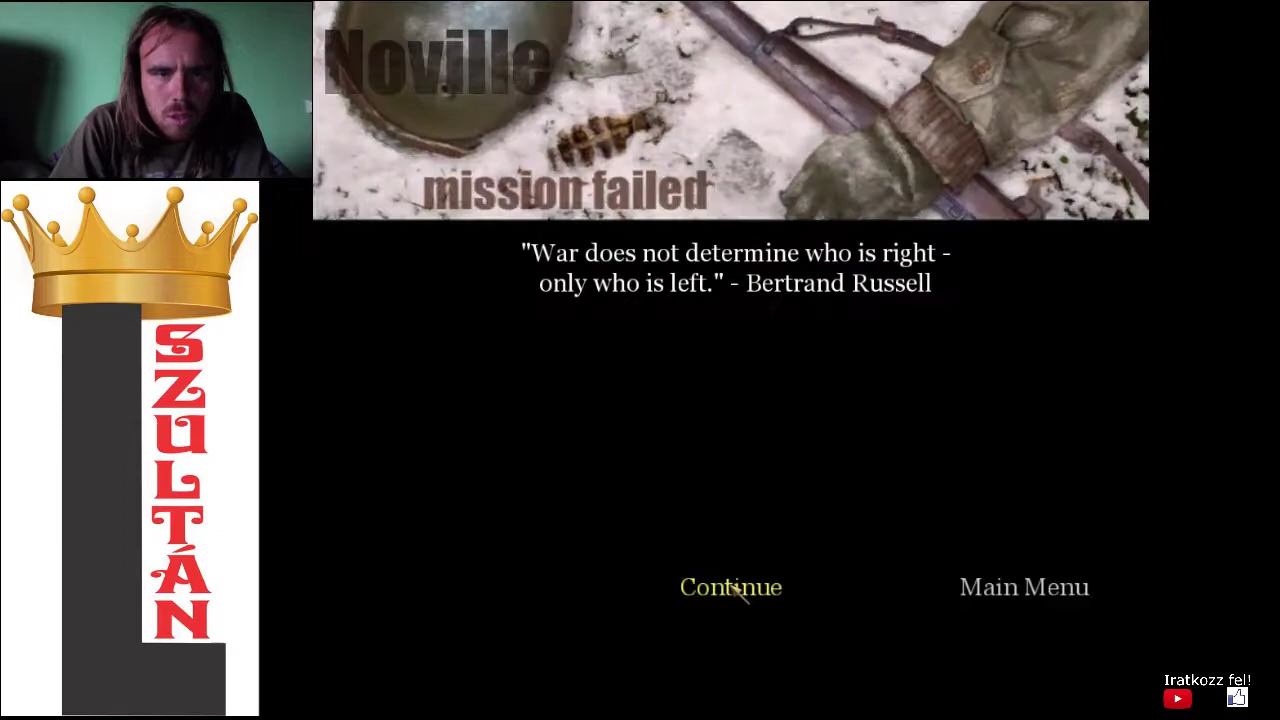 Noville
mission failed
"War does not determine who is right -
only who is left." - Bertrand Russell
Continue
Main Menu
L
SZULTÁN
Iratkozz fel!